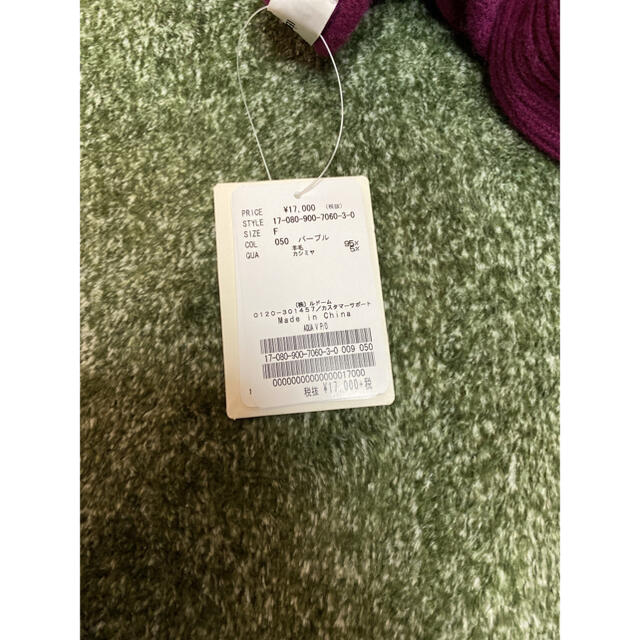 PRICE ¥17,000 (税抜)
STYLE 17-080-900-7060-3-0
SIZE F
COL 050 パープル
QUA 羊毛 95%
カシミヤ 5%
(株) ルドーム
0120-301457/カスタマーサポート
Made in China
AQUA V P/O
17-080-900-7060-3-0 009 050
0000000000000017000
1 税抜 ¥17,000+税